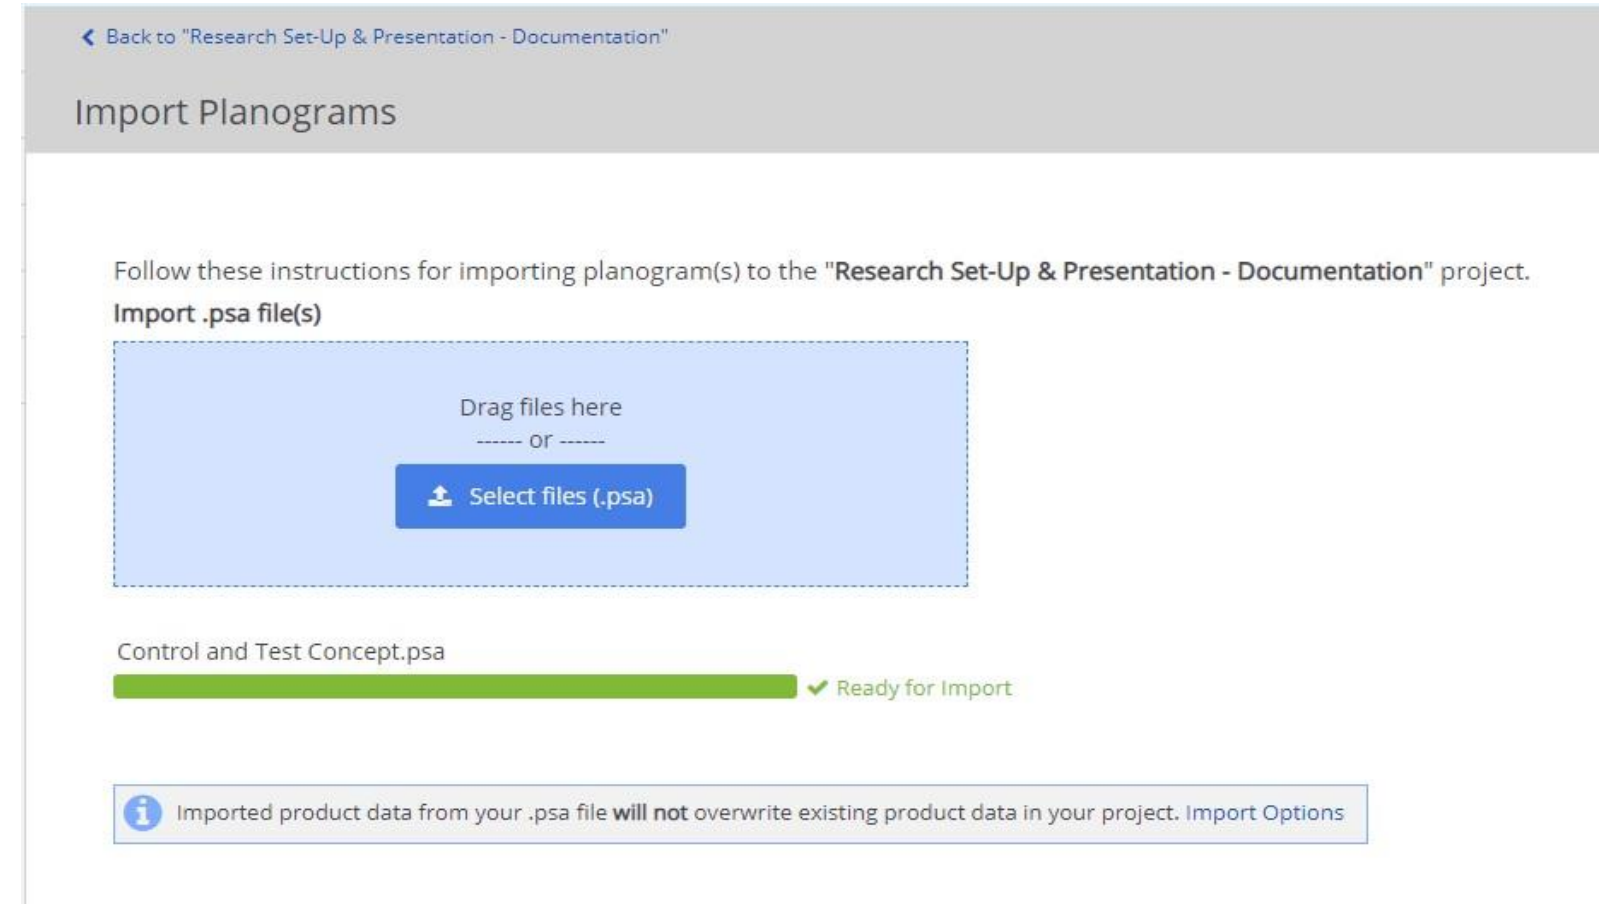 Back to "Research Set-Up & Presentation - Documentation"
Import Planograms
Follow these instructions for importing planogram(s) to the "Research Set-Up & Presentation - Documentation" project.
Import .psa file(s)
Drag files here
------ or ------
Select files (.psa)
Control and Test Concept.psa
Ready for Import
Imported product data from your .psa file will not overwrite existing product data in your project. Import Options